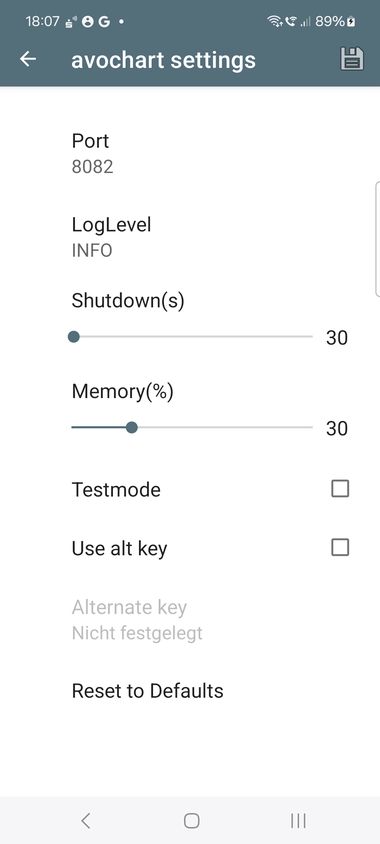 18:07
89%
avochart settings
Port
8082
LogLevel
INFO
Shutdown(s)
30
Memory(%)
30
Testmode
Use alt key
Alternate key
Nicht festgelegt
Reset to Defaults